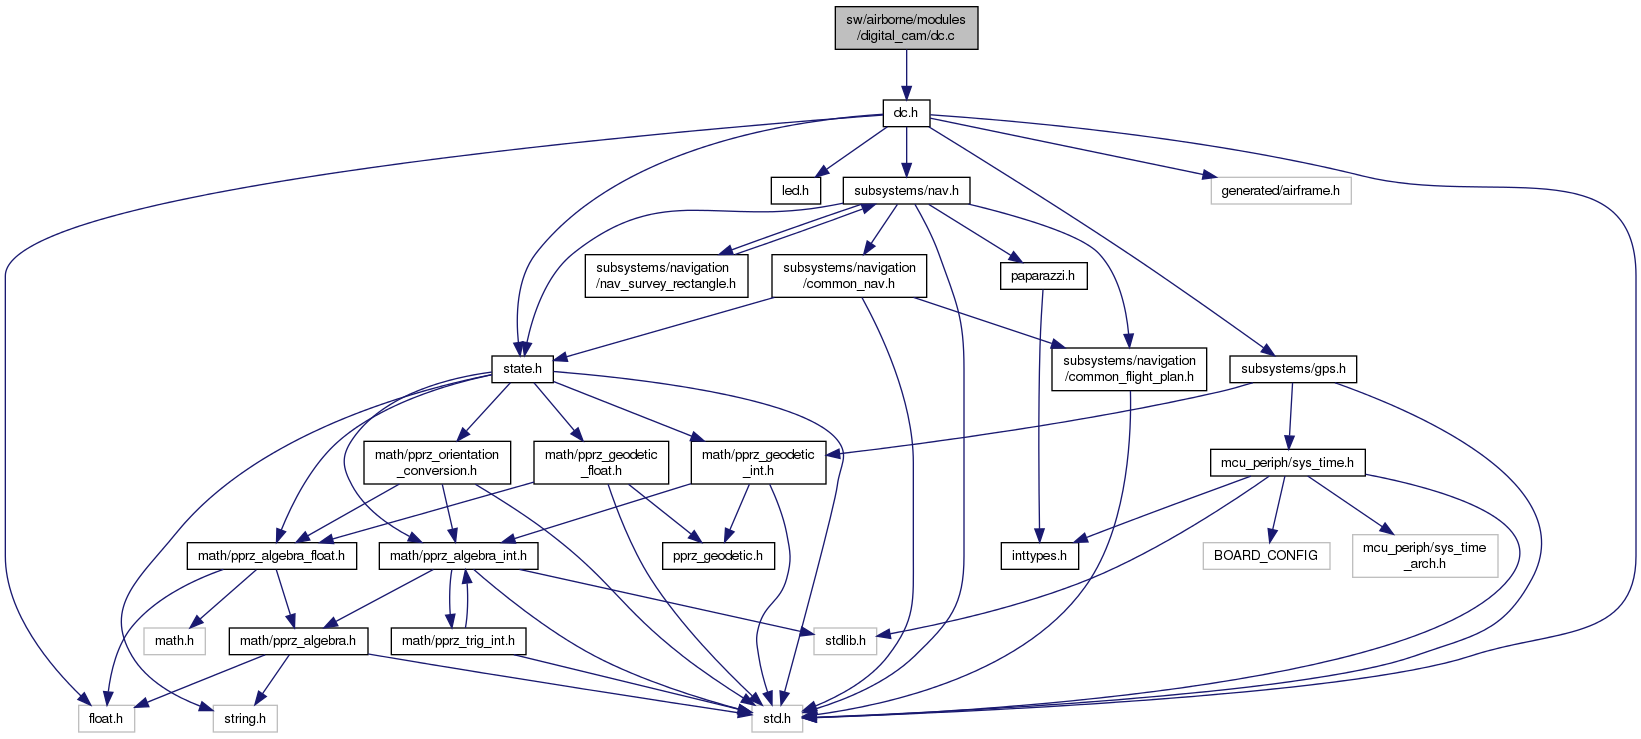 sw/airborne/modules
/digital_cam/dc.c
dc.h
led.h
subsystems/nav.h
generated/airframe.h
subsystems/navigation
/nav_survey_rectangle.h
subsystems/navigation
/common_nav.h
paparazzi.h
state.h
subsystems/navigation
/common_flight_plan.h
subsystems/gps.h
math/pprz_orientation
_conversion.h
math/pprz_geodetic
_float.h
math/pprz_geodetic
_int.h
mcu_periph/sys_time.h
math/pprz_algebra_float.h
math/pprz_algebra_int.h
pprz_geodetic.h
inttypes.h
BOARD_CONFIG
mcu_periph/sys_time
_arch.h
math.h
math/pprz_algebra.h
math/pprz_trig_int.h
stdlib.h
float.h
string.h
std.h